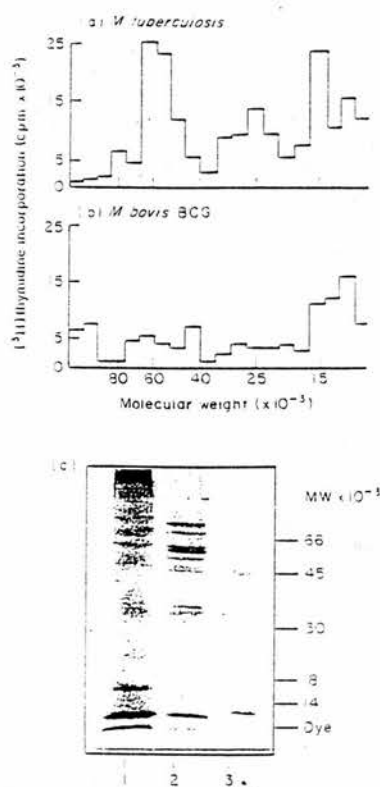 (a) M tuberculosis
25
15
5
0
(b) M bovis BCG
25
15
5
0
[³H]Thymidine incorporation (cpm x10⁻³)
80 60 40 25 15
Molecular weight (x10⁻³)
(c)
MW x10⁻³
66
45
30
18
14
Dye
1 2 3